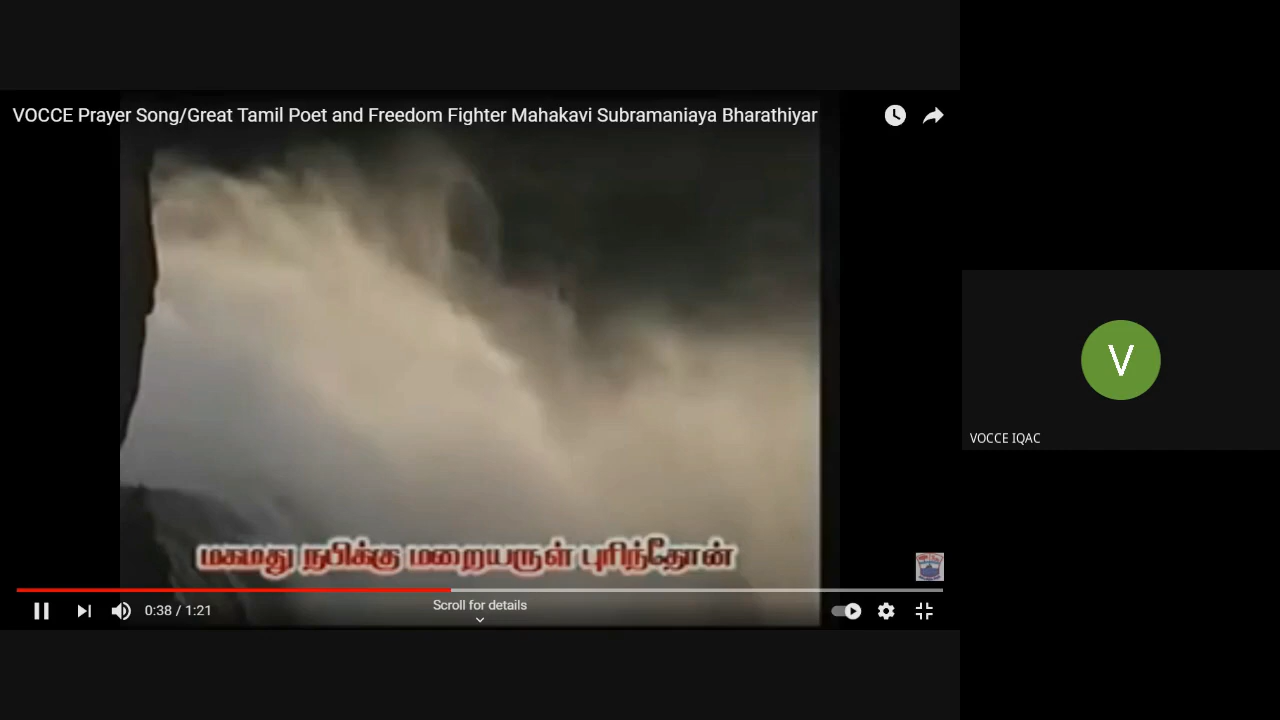 VOCCE Prayer Song/Great Tamil Poet and Freedom Fighter Mahakavi Subramaniaya Bharathiyar
மகமது நபிக்கு மறையருள் புரிந்தோன்
0:38 / 1:21
Scroll for details
V
VOCCE IQAC